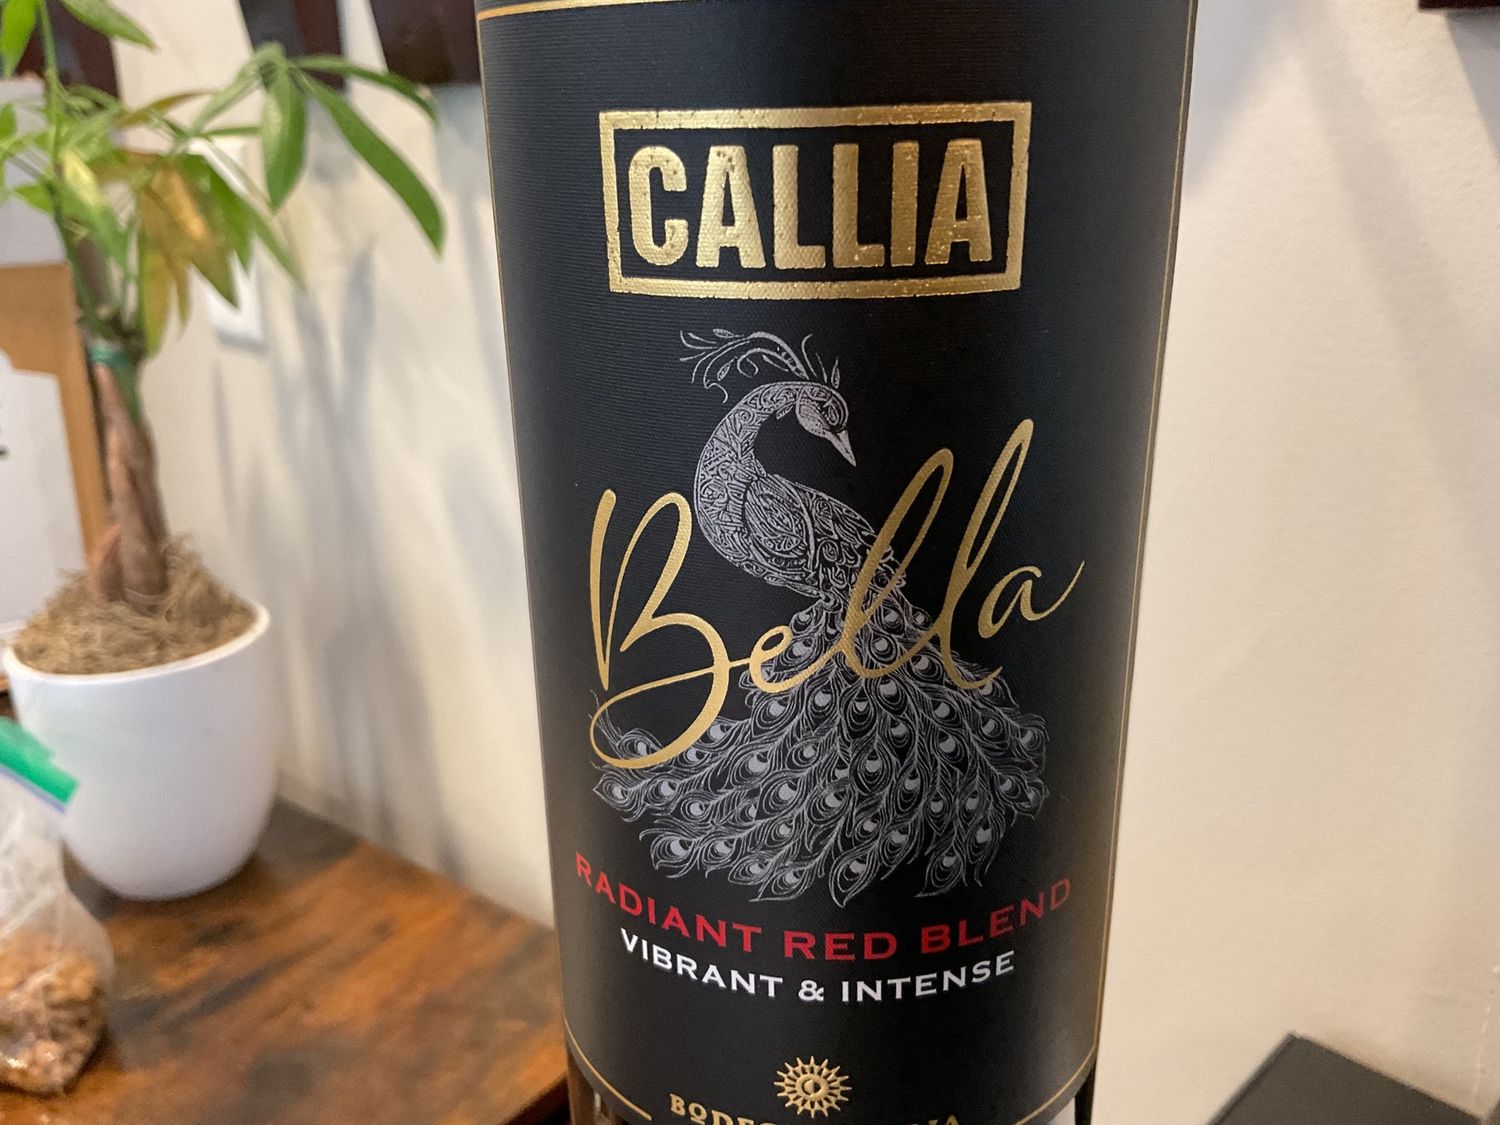 CALLIA
Bella
RADIANT RED BLEND
VIBRANT & INTENSE